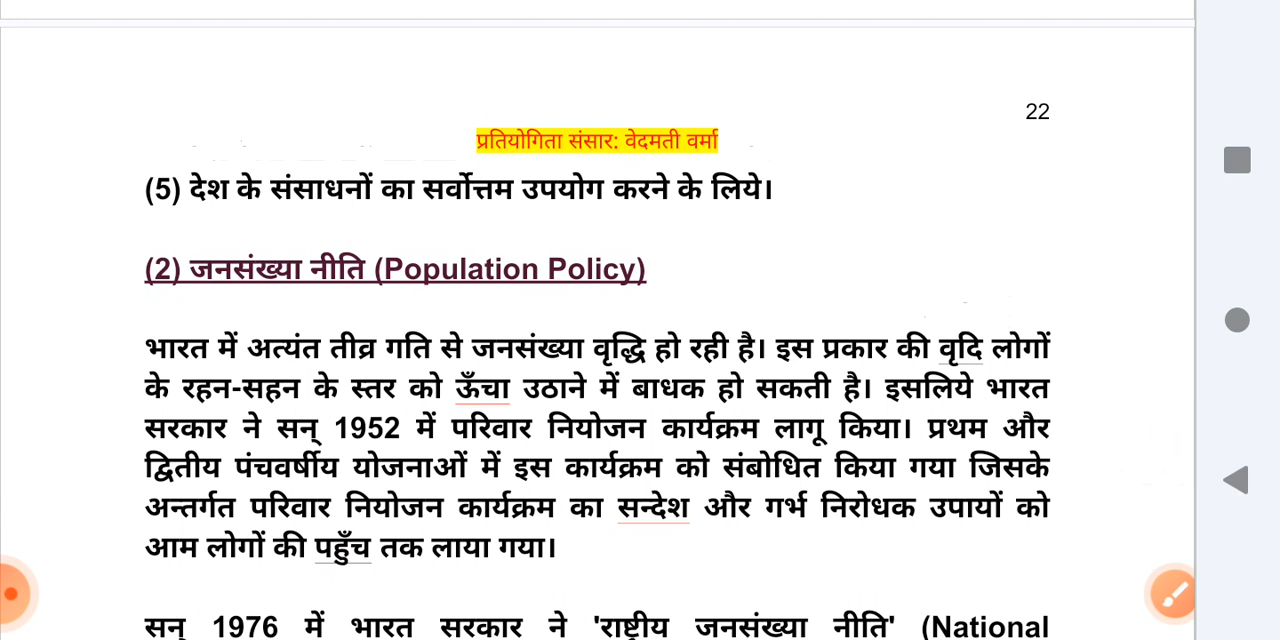 22
प्रतियोगिता संसार: वेदमती वर्मा
(5) देश के संसाधनों का सर्वोत्तम उपयोग करने के लिये।
(2) जनसंख्या नीति (Population Policy)
भारत में अत्यंत तीव्र गति से जनसंख्या वृद्धि हो रही है। इस प्रकार की वृदि लोगों
के रहन-सहन के स्तर को ऊँचा उठाने में बाधक हो सकती है। इसलिये भारत
सरकार ने सन् 1952 में परिवार नियोजन कार्यक्रम लागू किया। प्रथम और
द्वितीय पंचवर्षीय योजनाओं में इस कार्यक्रम को संबोधित किया गया जिसके
अन्तर्गत परिवार नियोजन कार्यक्रम का सन्देश और गर्भ निरोधक उपायों को
आम लोगों की पहुँच तक लाया गया।
सन् 1976 में भारत सरकार ने 'राष्ट्रीय जनसंख्या नीति' (National